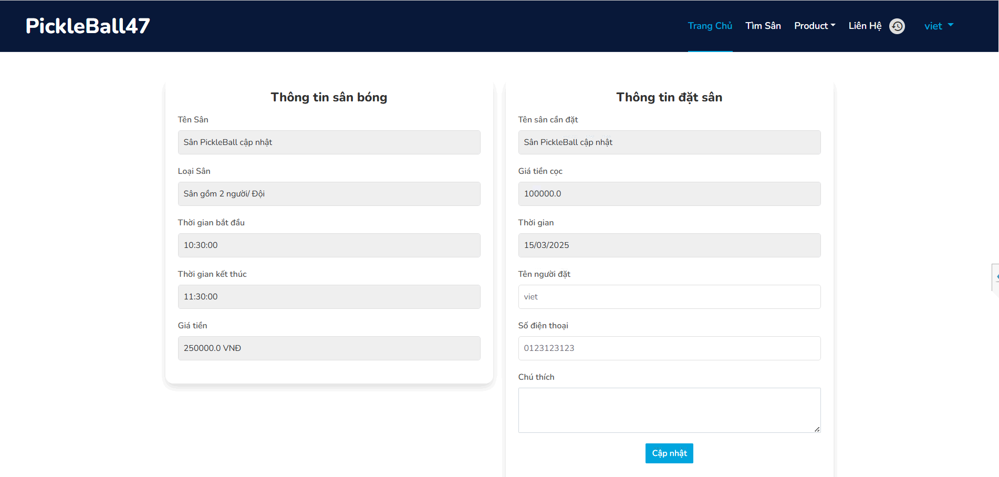 PickleBall47
Trang Chủ Tìm Sân Product Liên Hệ viet
Thông tin sân bóng
Tên Sân
Sân PickleBall cập nhật
Loại Sân
Sân gồm 2 người/ Đội
Thời gian bắt đầu
10:30:00
Thời gian kết thúc
11:30:00
Giá tiền
250000.0 VNĐ
Thông tin đặt sân
Tên sân cần đặt
Sân PickleBall cập nhật
Giá tiền cọc
100000.0
Thời gian
15/03/2025
Tên người đặt
viet
Số điện thoại
0123123123
Chú thích
Cập nhật